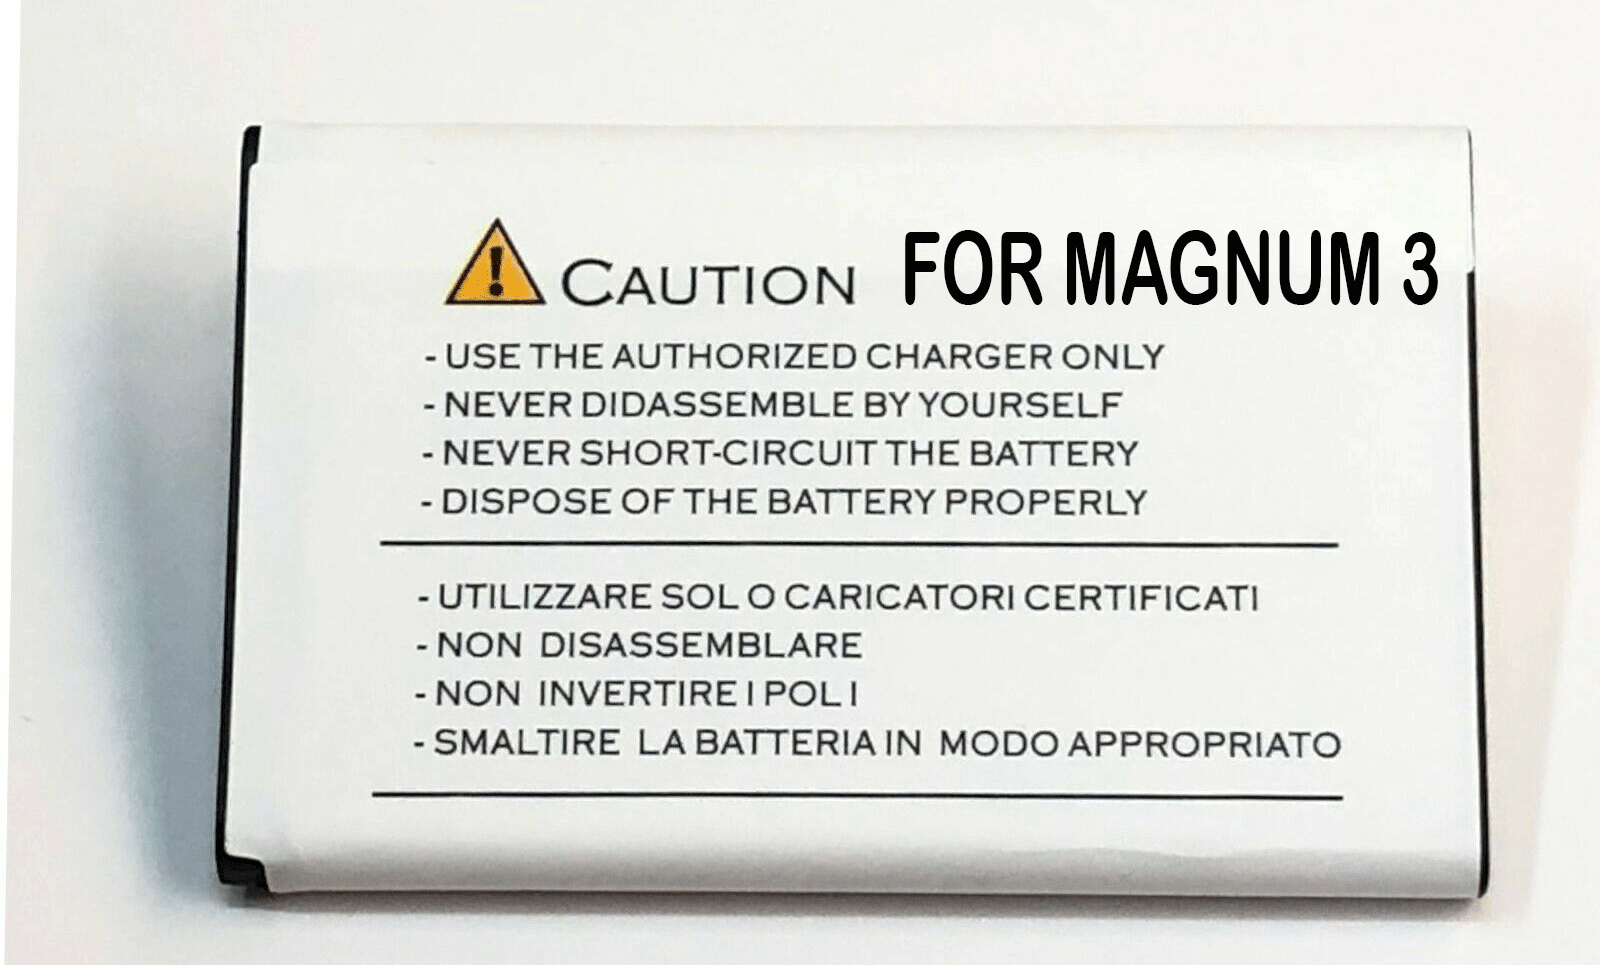 CAUTION FOR MAGNUM 3
- USE THE AUTHORIZED CHARGER ONLY
- NEVER DIDASSEMBLE BY YOURSELF
- NEVER SHORT-CIRCUIT THE BATTERY
- DISPOSE OF THE BATTERY PROPERLY
- UTILIZZARE SOL O CARICATORI CERTIFICATI
- NON DISASSEMBLARE
- NON INVERTIRE I POL I
- SMALTIRE LA BATTERIA IN MODO APPROPRIATO